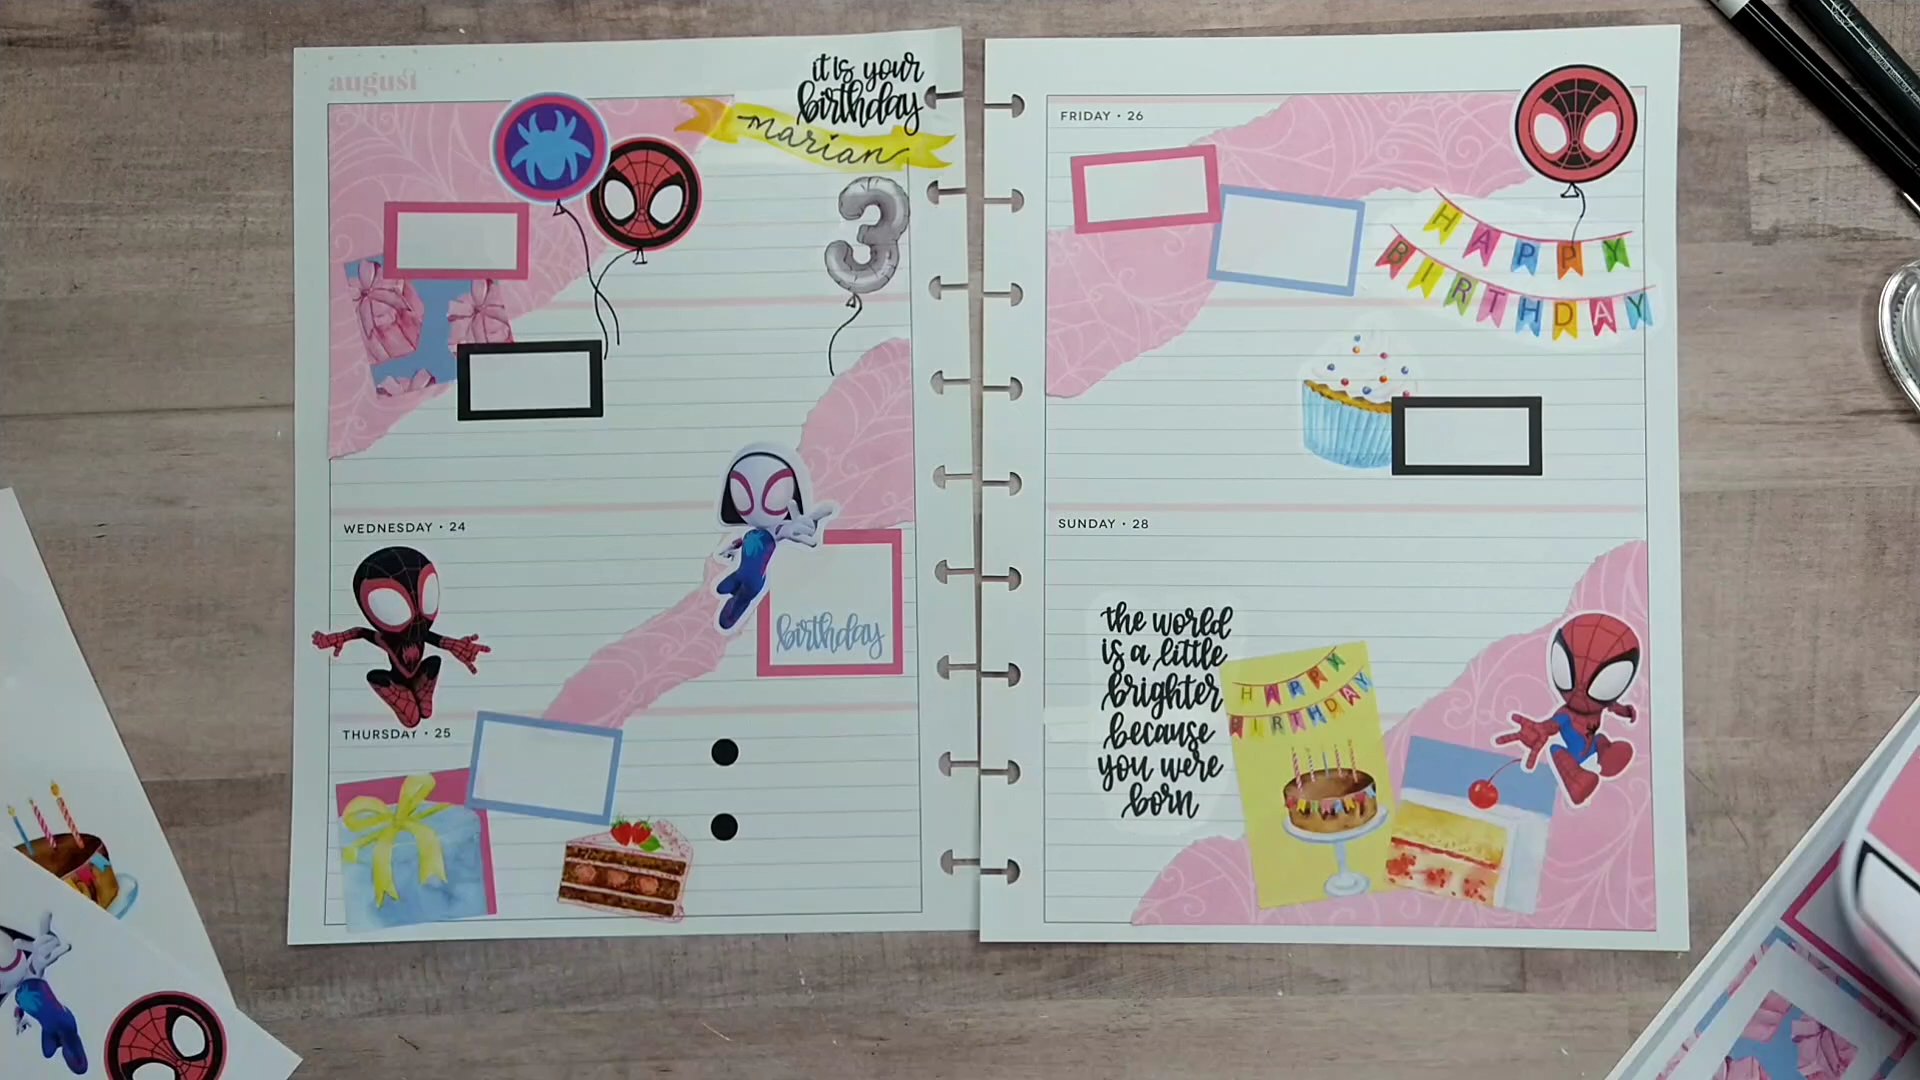 august
it is your
birthday
marian
3
WEDNESDAY • 24
birthday
THURSDAY • 25
FRIDAY • 26
HAPPY
BIRTHDAY
SUNDAY • 28
the world
is a little
brighter
because
you were
born
HAPPY
BIRTHDAY